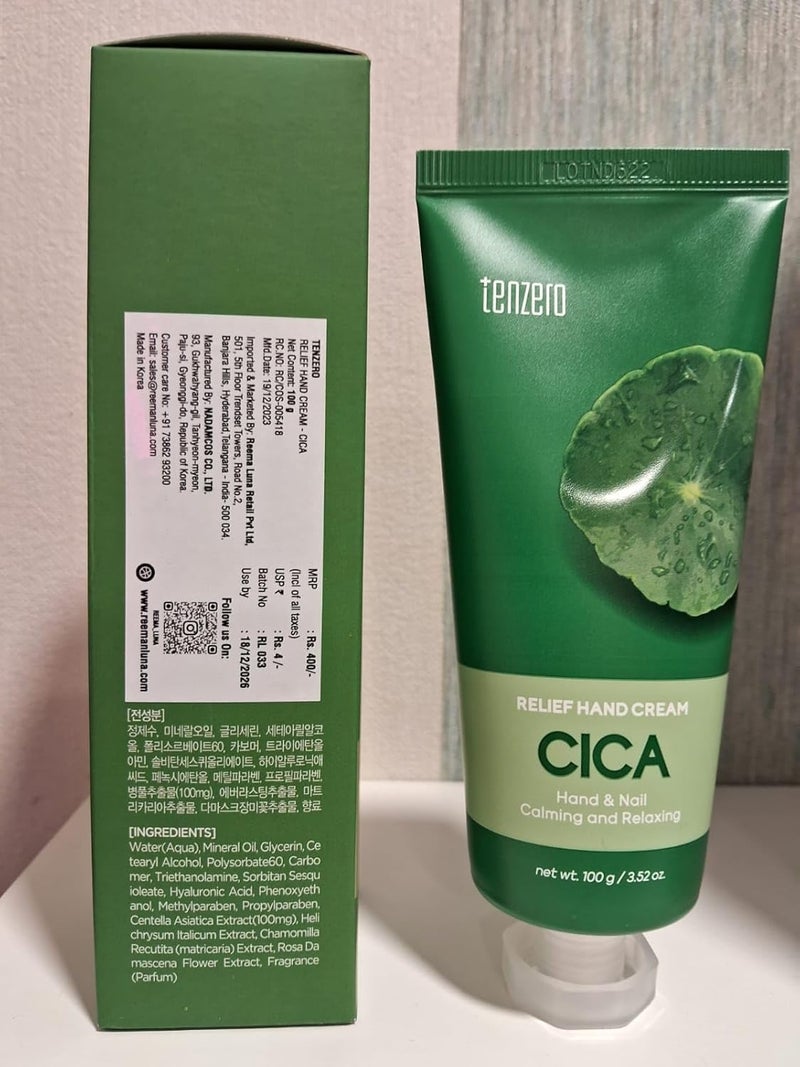 TENZERO
RELIEF HAND CREAM - CICA
Net Content: 100 g
RC.NO: RC/COS-005418
Mfd.Date: 19/12/2023
Imported & Marketed By: Reema Luna Retail Pvt Ltd,
501, 5th Floor Trendset Towers, Road No.2,
Banjara Hills, Hyderabad, Telangana - India- 500 034.
Manufactured By: NADAMCOS CO., LTD.
93, Gukhwahyang-gil, Tanhyeon-myeon,
Paju-si, Gyeonggi-do, Republic of Korea.
Customer care No: +91 73862 93200
Email: sales@reemanluna.com
Made in Korea
MRP : Rs. 400/-
(Incl of all taxes)
USP ₹ : Rs. 4 /-
Batch No : RL 033
Use by : 18/12/2026
Follow us On:
REEMA_LUNA
www.reemanluna.com
[전성분]
정제수, 미네랄오일, 글리세린, 세테아릴알코
올, 폴리소르베이트60, 카보머, 트라이에탄올
아민, 솔비탄세스퀴올리에이트, 하이알루로닉애
씨드, 페녹시에탄올, 메틸파라벤, 프로필파라벤,
병풀추출물(100mg), 에버라스팅추출물, 마트
리카리아추출물, 다마스크장미꽃추출물, 향료
[INGREDIENTS]
Water(Aqua), Mineral Oil, Glycerin, Ce
tearyl Alcohol, Polysorbate60, Carbo
mer, Triethanolamine, Sorbitan Sesqu
ioleate, Hyaluronic Acid, Phenoxyeth
anol, Methylparaben, Propylparaben,
Centella Asiatica Extract(100mg), Heli
chrysum Italicum Extract, Chamomilla
Recutita (matricaria) Extract, Rosa Da
mascena Flower Extract, Fragrance
(Parfum)
LOTND622
tenzero
RELIEF HAND CREAM
CICA
Hand & Nail
Calming and Relaxing
net wt. 100 g / 3.52 oz.